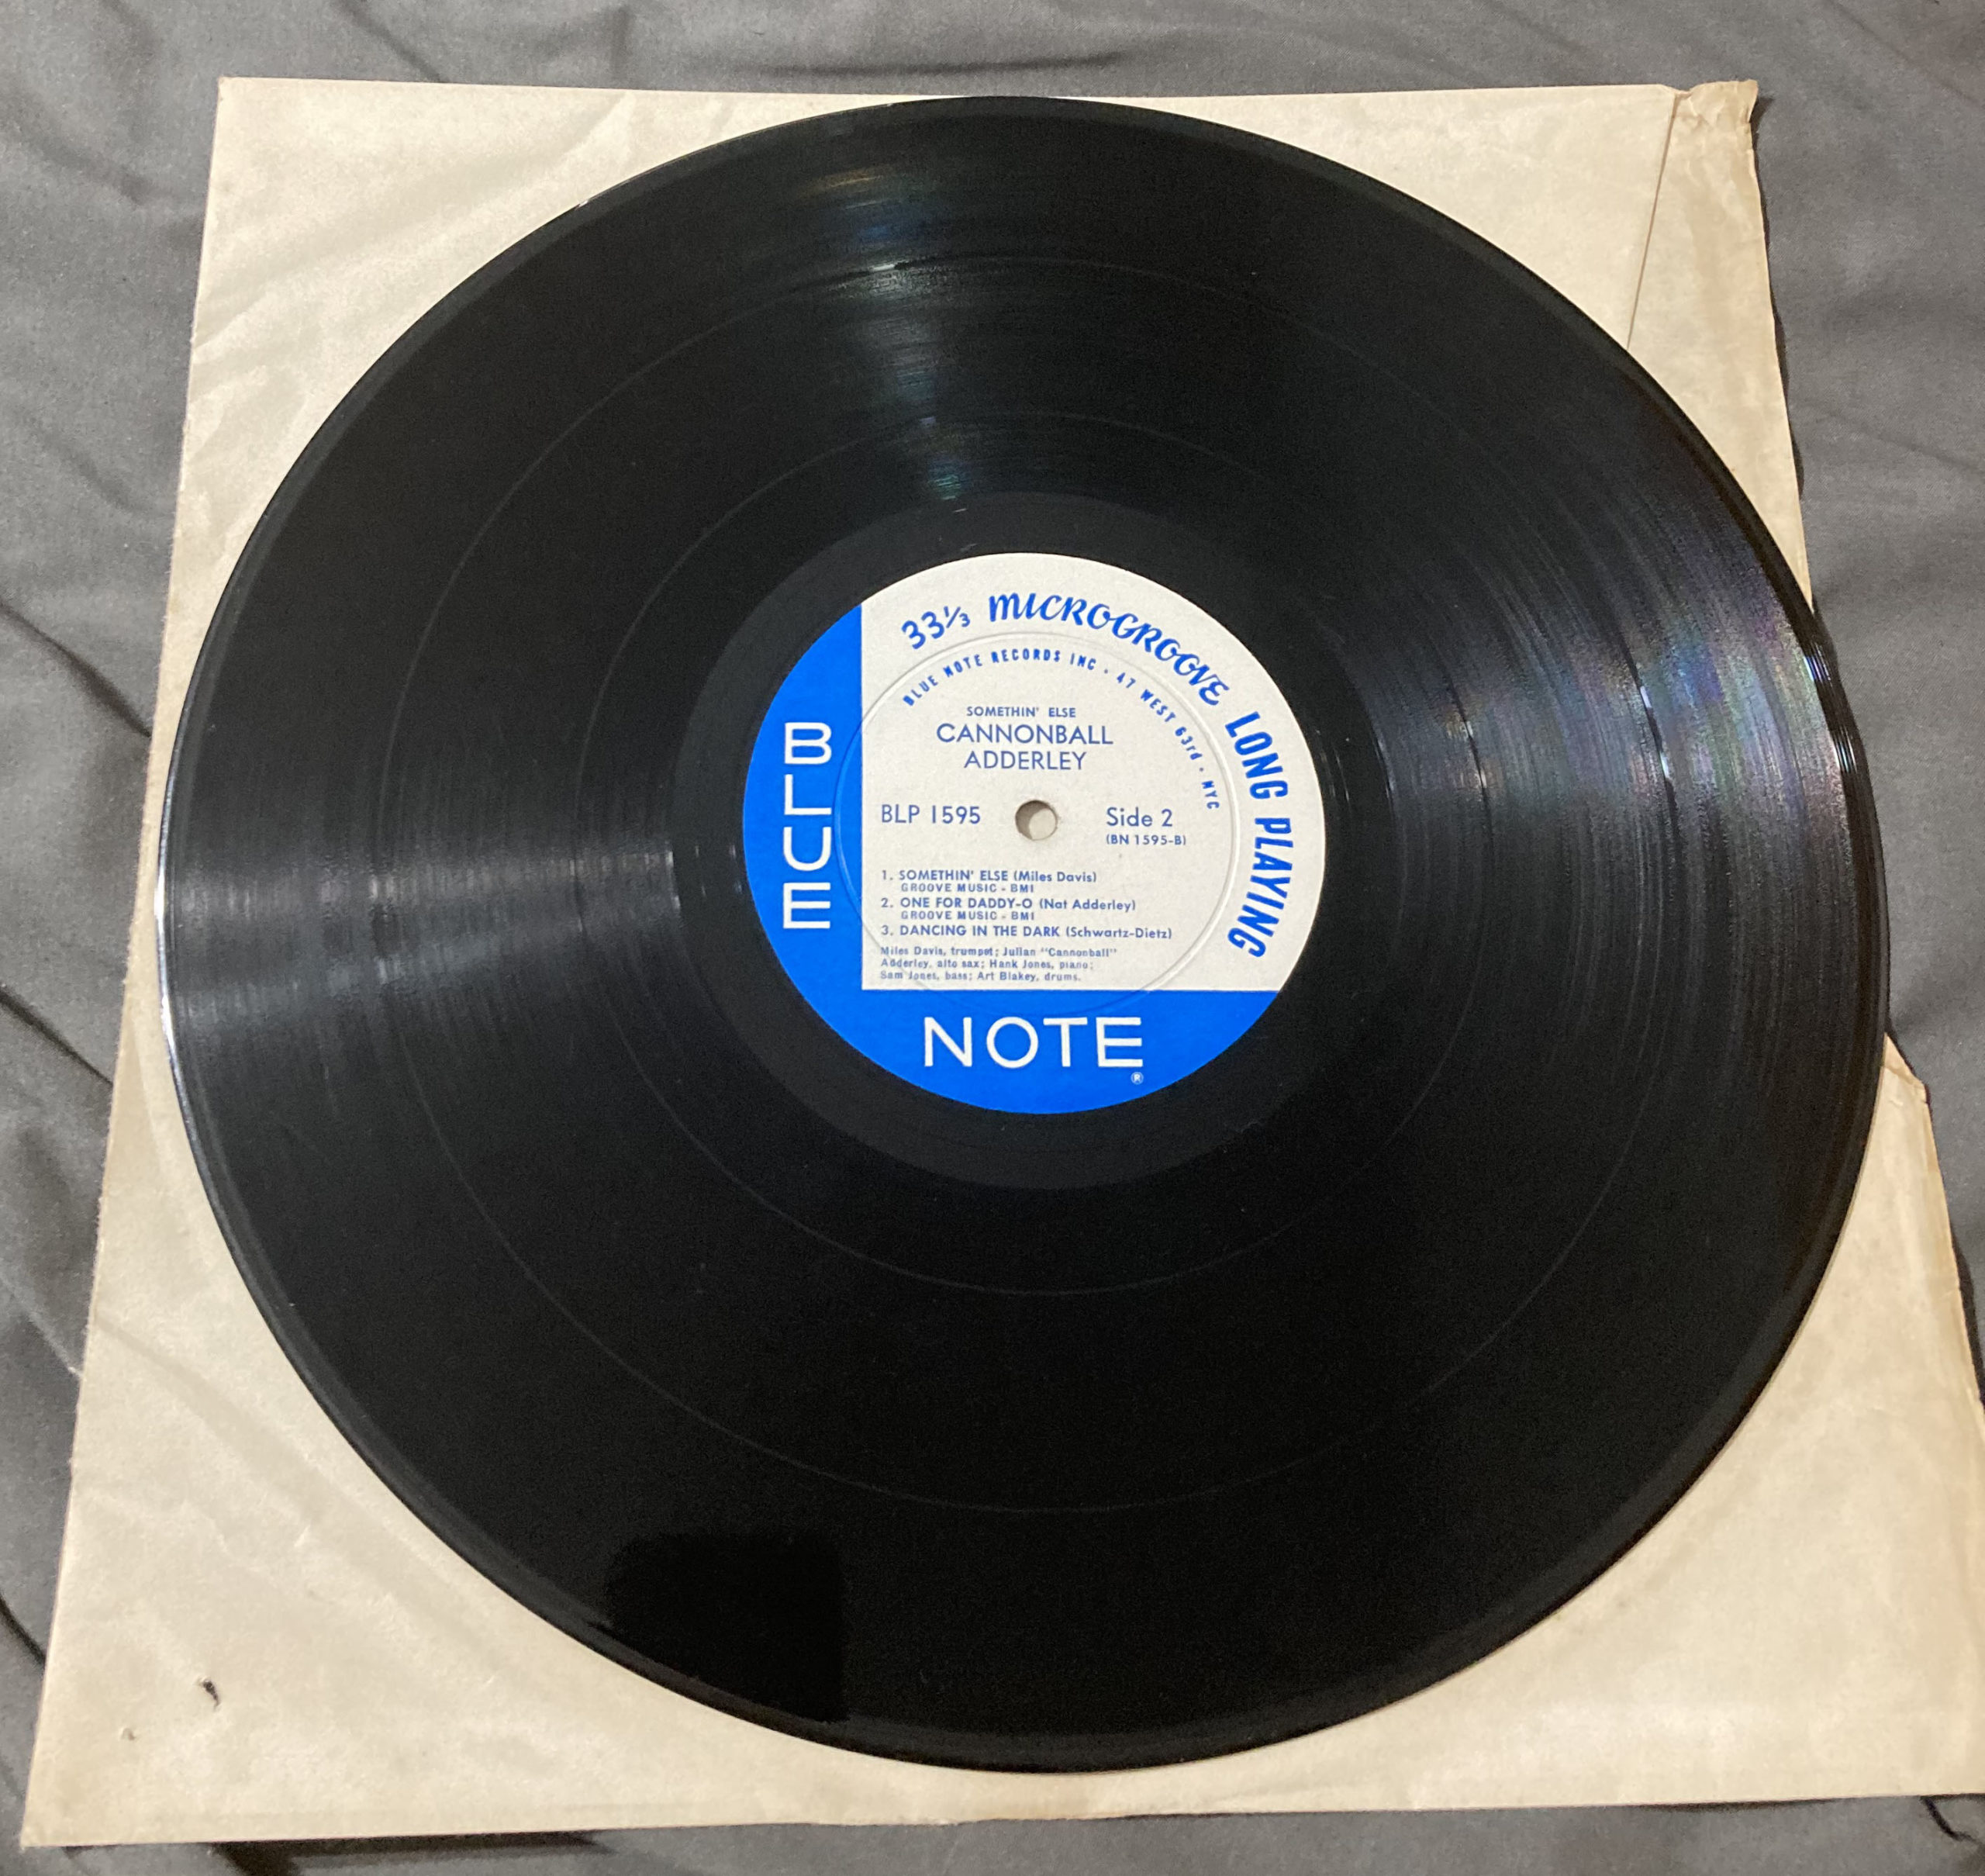 33⅓ MICROGROOVE LONG PLAYING
BLUE NOTE RECORDS INC · 47 WEST 63rd · NYC
SOMETHIN' ELSE
CANNONBALL
ADDERLEY
BLP 1595
Side 2
(BN 1595-B)
1. SOMETHIN' ELSE (Miles Davis)
GROOVE MUSIC - BMI
2. ONE FOR DADDY-O (Nat Adderley)
GROOVE MUSIC - BMI
3. DANCING IN THE DARK (Schwartz-Dietz)
Miles Davis, trumpet; Julian "Cannonball"
Adderley, alto sax; Hank Jones, piano;
Sam Jones, bass; Art Blakey, drums.
BLUE
NOTE
®